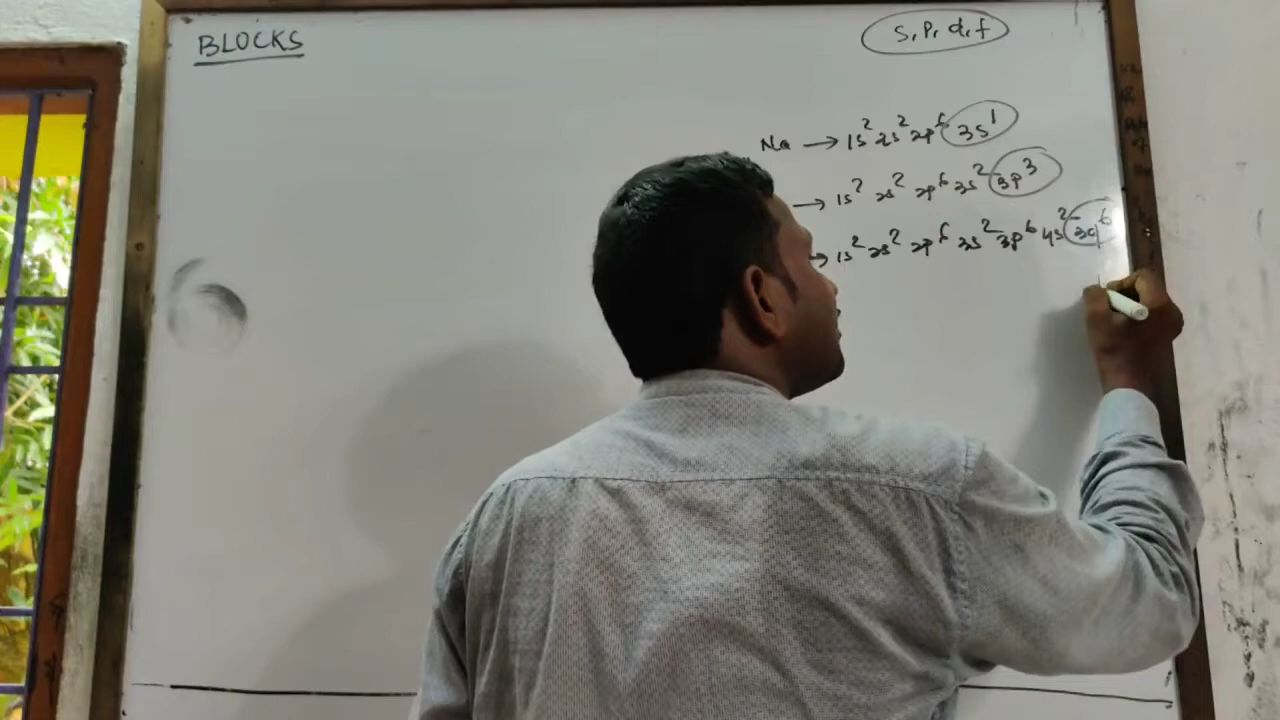 BLOCKS
s, p, d, f
Na → 1s² 2s² 2p⁶ 3s¹
→ 1s² 2s² 2p⁶ 3s² 3p³
→ 1s² 2s² 2p⁶ 3s² 3p⁶ 4s² 3d⁶